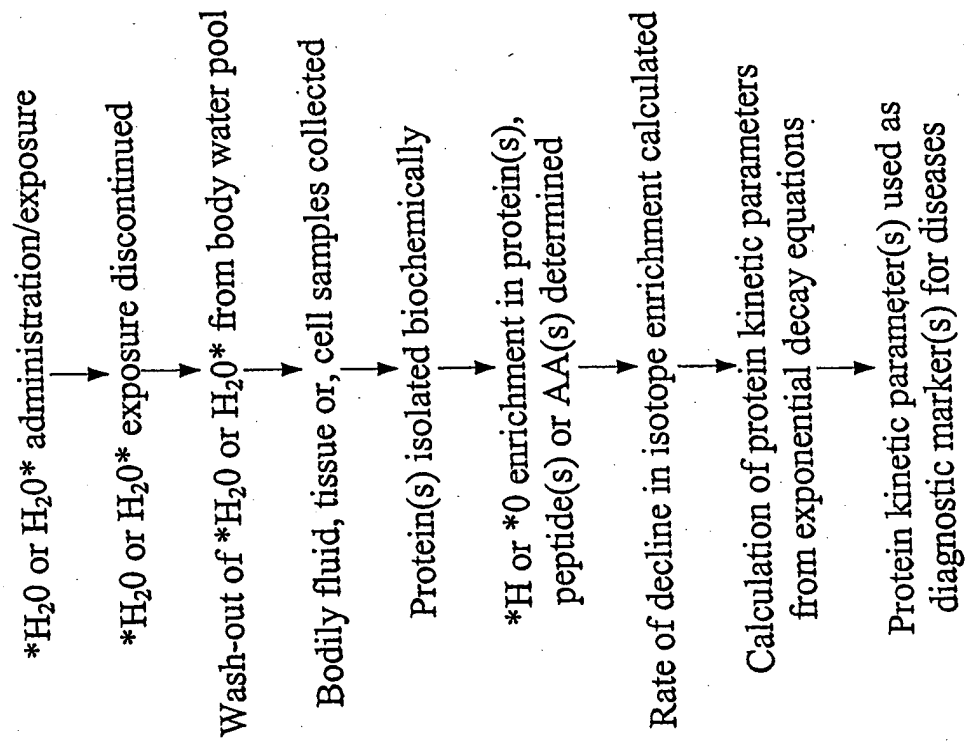 *H₂0 or H₂0* administration/exposure
*H₂0 or H₂0* exposure discontinued
Wash-out of *H₂0 or H₂0* from body water pool
Bodily fluid, tissue or, cell samples collected
Protein(s) isolated biochemically
*H or *0 enrichment in protein(s),
peptide(s) or AA(s) determined
Rate of decline in isotope enrichment calculated
Calculation of protein kinetic parameters
from exponential decay equations
Protein kinetic parameter(s) used as
diagnostic marker(s) for diseases